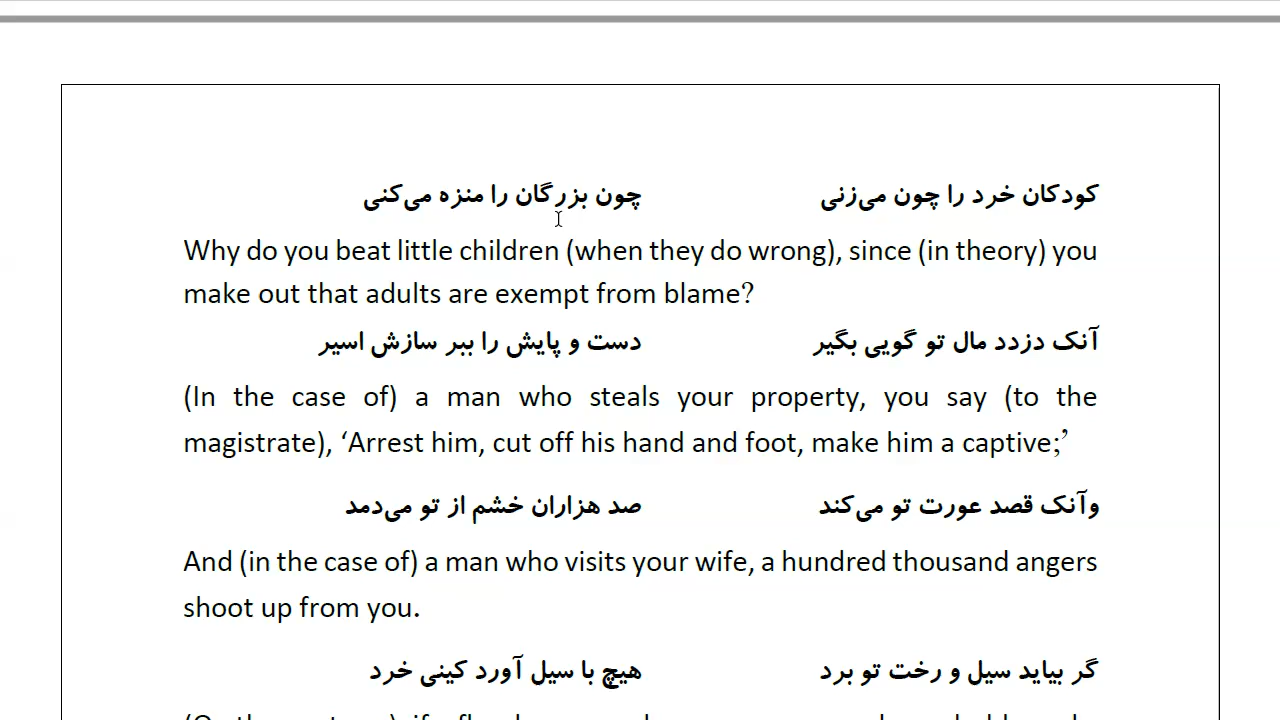 کودکان خرد را چون می‌زنی چون بزرگان را منزه می‌کنی
Why do you beat little children (when they do wrong), since (in theory) you
make out that adults are exempt from blame?
آنک دزدد مال تو گویی بگیر دست و پایش را ببر سازش اسیر
(In the case of) a man who steals your property, you say (to the
magistrate), ‘Arrest him, cut off his hand and foot, make him a captive;’
وآنک قصد عورت تو می‌کند صد هزاران خشم از تو می‌دمد
And (in the case of) a man who visits your wife, a hundred thousand angers
shoot up from you.
گر بیاید سیل و رخت تو برد هیچ با سیل آورد کینی خرد